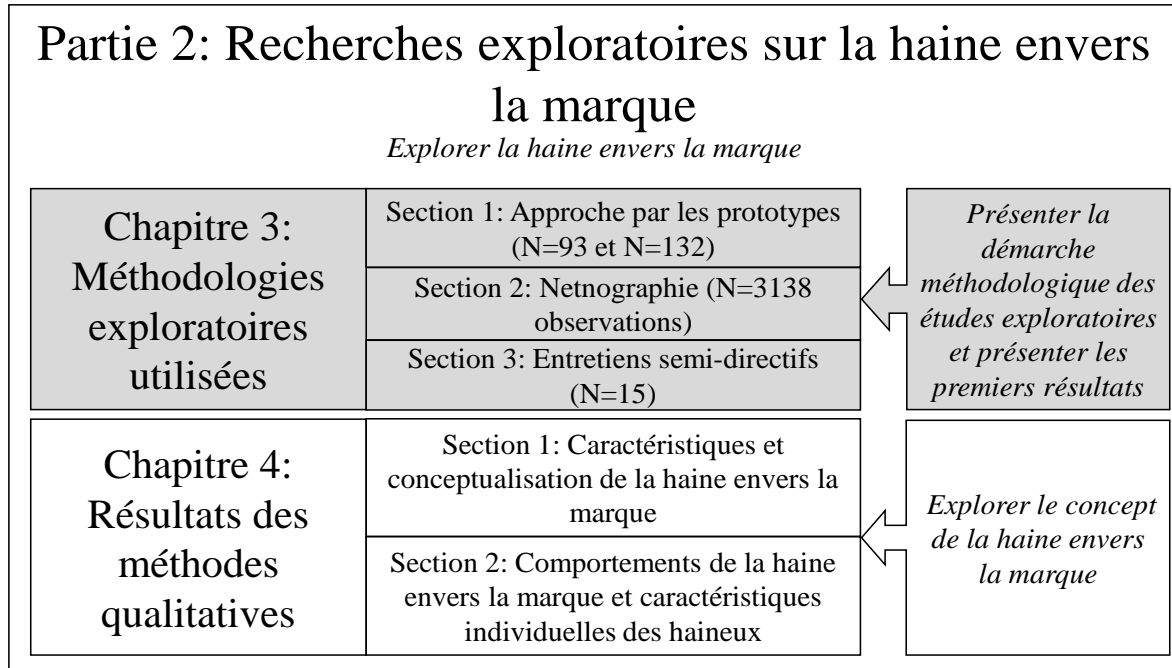 Partie 2: Recherches exploratoires sur la haine envers
la marque
Explorer la haine envers la marque
Chapitre 3:
Méthodologies
exploratoires
utilisées
Section 1: Approche par les prototypes
(N=93 et N=132)
Section 2: Netnographie (N=3138
observations)
Section 3: Entretiens semi-directifs
(N=15)
Présenter la
démarche
méthodologique des
études exploratoires
et présenter les
premiers résultats
Chapitre 4:
Résultats des
méthodes
qualitatives
Section 1: Caractéristiques et
conceptualisation de la haine envers la
marque
Section 2: Comportements de la haine
envers la marque et caractéristiques
individuelles des haineux
Explorer le concept
de la haine envers
la marque